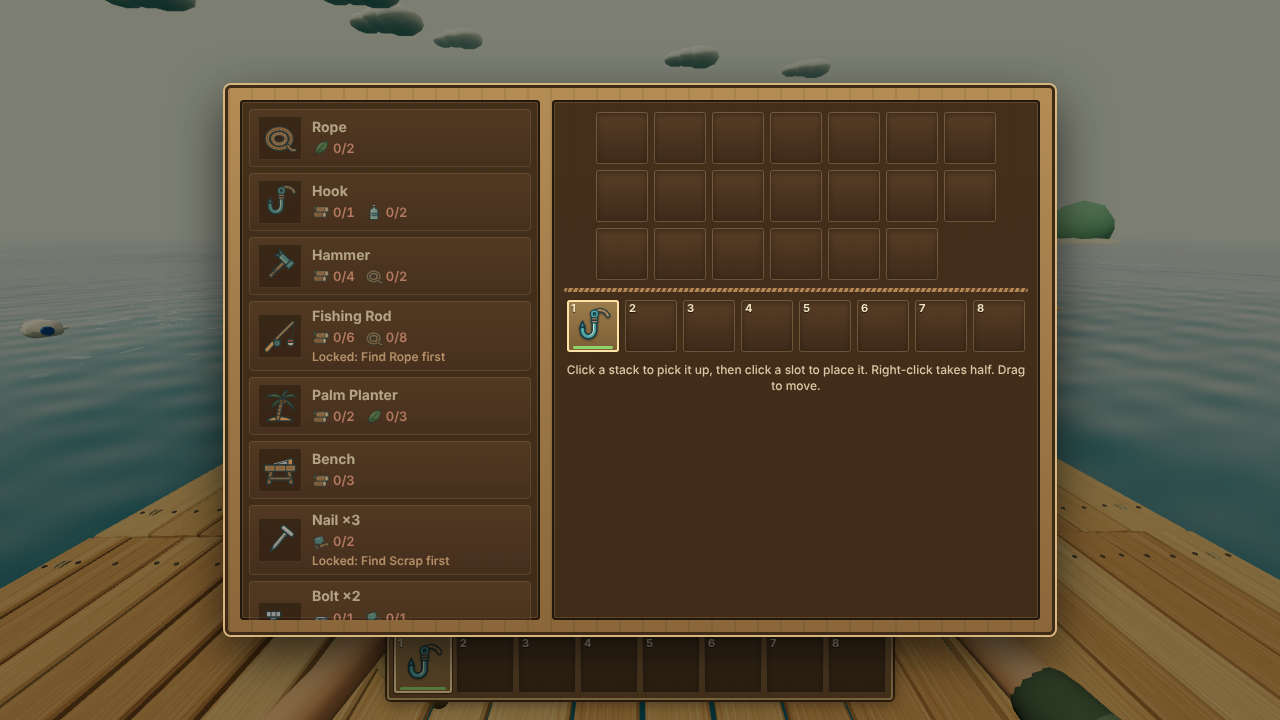 Rope
0/2
Hook
0/1 0/2
Hammer
0/4 0/2
Fishing Rod
0/6 0/8
Locked: Find Rope first
Palm Planter
0/2 0/3
Bench
0/3
Nail ×3
0/2
Locked: Find Scrap first
Bolt ×2
0/1 0/1
1 2 3 4 5 6 7 8
Click a stack to pick it up, then click a slot to place it. Right-click takes half. Drag
to move.
1 2 3 4 5 6 7 8